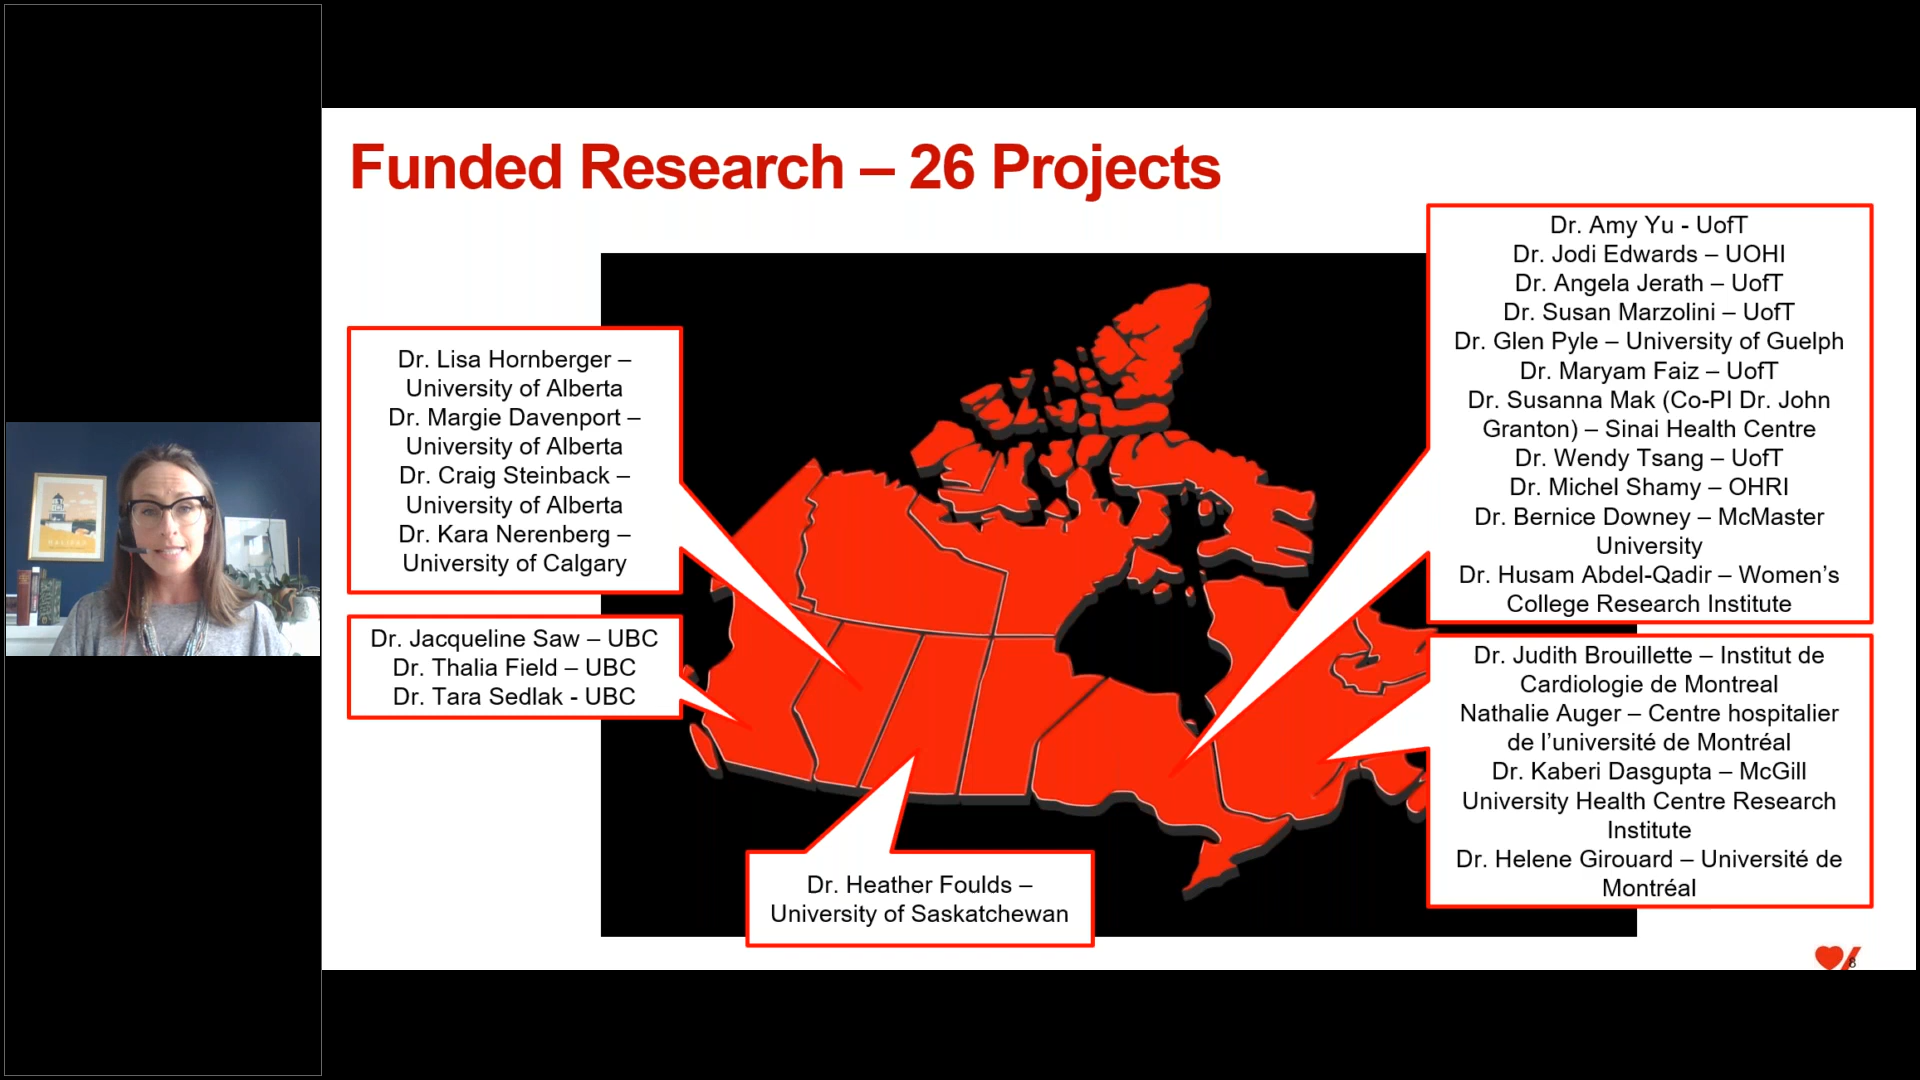 Funded Research – 26 Projects
Dr. Lisa Hornberger –
University of Alberta
Dr. Margie Davenport –
University of Alberta
Dr. Craig Steinback –
University of Alberta
Dr. Kara Nerenberg –
University of Calgary
Dr. Jacqueline Saw – UBC
Dr. Thalia Field – UBC
Dr. Tara Sedlak - UBC
Dr. Heather Foulds –
University of Saskatchewan
Dr. Amy Yu - UofT
Dr. Jodi Edwards – UOHI
Dr. Angela Jerath – UofT
Dr. Susan Marzolini – UofT
Dr. Glen Pyle – University of Guelph
Dr. Maryam Faiz – UofT
Dr. Susanna Mak (Co-PI Dr. John
Granton) – Sinai Health Centre
Dr. Wendy Tsang – UofT
Dr. Michel Shamy – OHRI
Dr. Bernice Downey – McMaster
University
Dr. Husam Abdel-Qadir – Women’s
College Research Institute
Dr. Judith Brouillette – Institut de
Cardiologie de Montreal
Nathalie Auger – Centre hospitalier
de l’université de Montréal
Dr. Kaberi Dasgupta – McGill
University Health Centre Research
Institute
Dr. Helene Girouard – Université de
Montréal
8